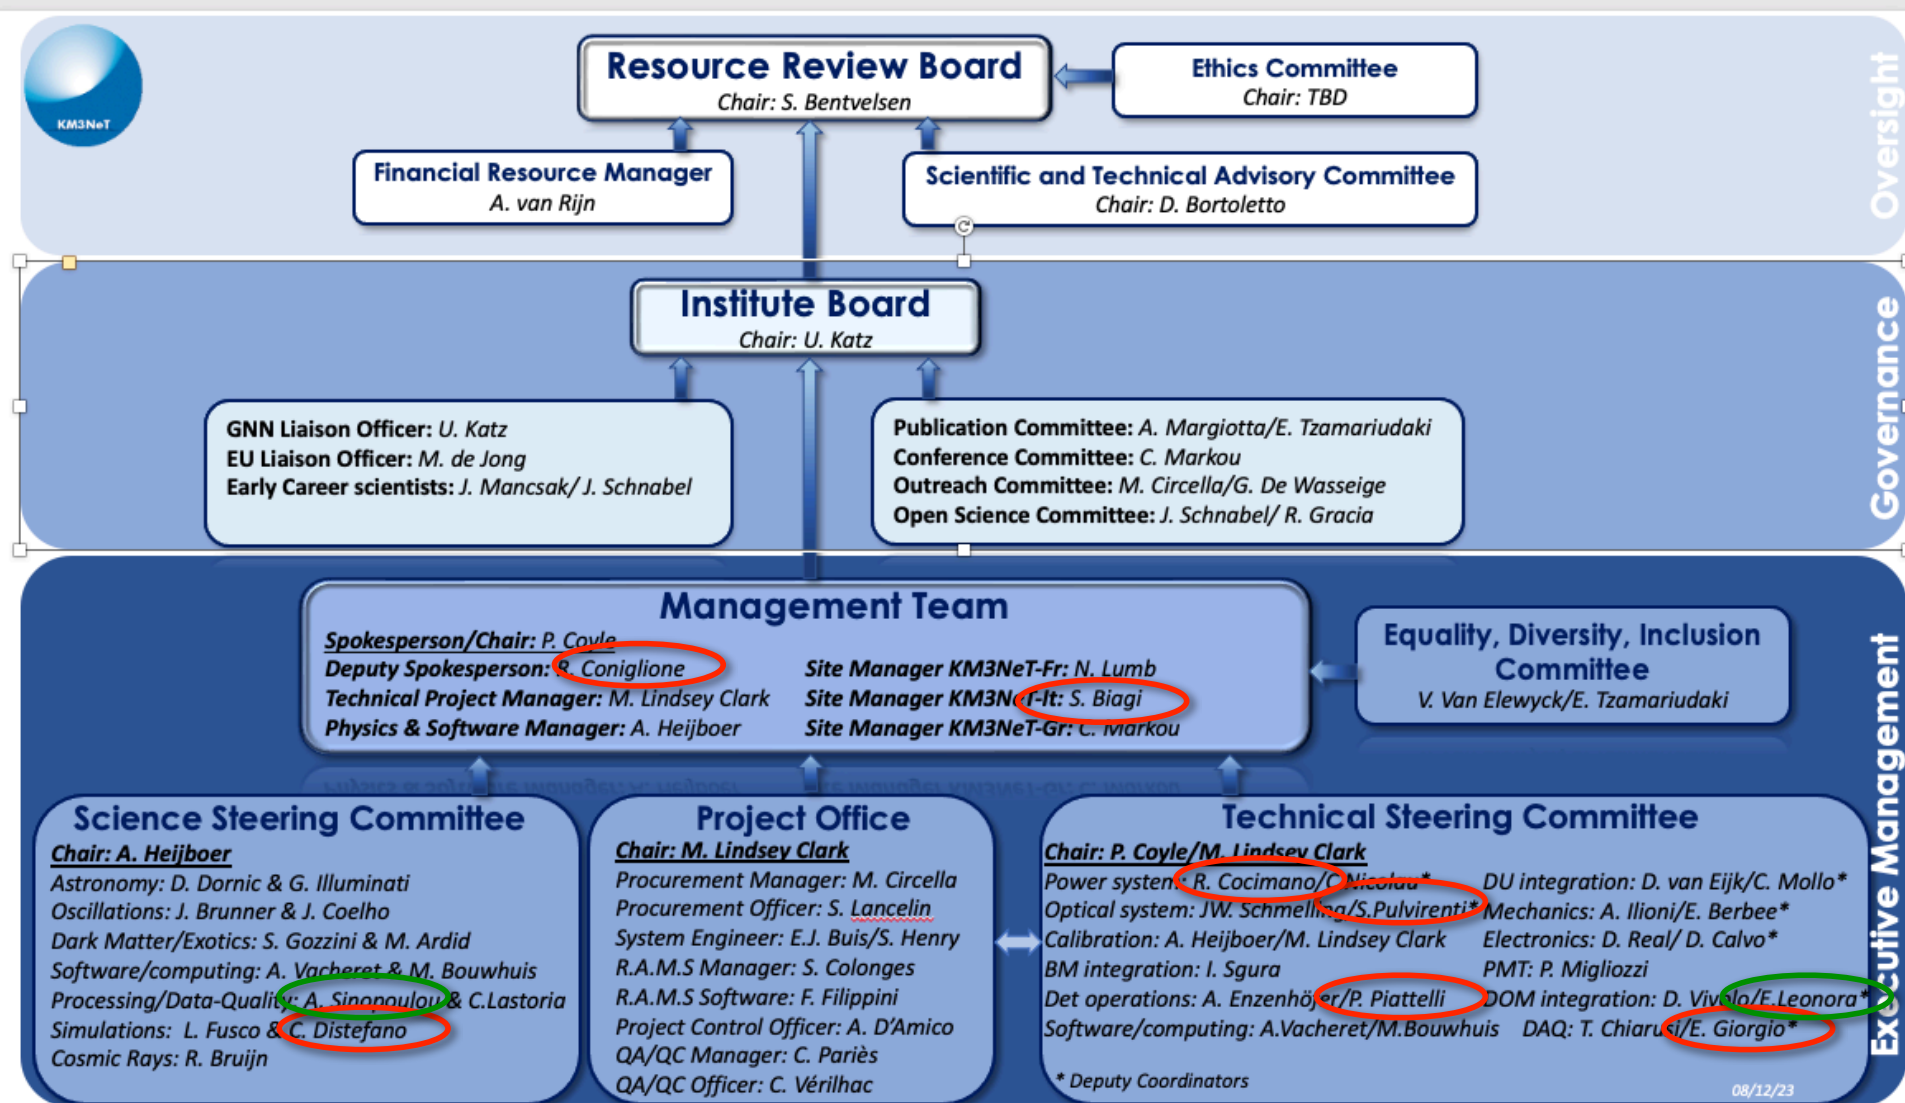 KM3NeT
Resource Review Board
Chair: S. Bentvelsen
Ethics Committee
Chair: TBD
Oversight
Financial Resource Manager
A. van Rijn
Scientific and Technical Advisory Committee
Chair: D. Bortoletto
Institute Board
Chair: U. Katz
Governance
GNN Liaison Officer: U. Katz
EU Liaison Officer: M. de Jong
Early Career scientists: J. Mancsak/ J. Schnabel
Publication Committee: A. Margiotta/E. Tzamariudaki
Conference Committee: C. Markou
Outreach Committee: M. Circella/G. De Wasseige
Open Science Committee: J. Schnabel/ R. Gracia
Management Team
Spokesperson/Chair: P. Coyle
Deputy Spokesperson: R. Coniglione
Technical Project Manager: M. Lindsey Clark
Physics & Software Manager: A. Heijboer
Site Manager KM3NeT-Fr: N. Lumb
Site Manager KM3NeT-It: S. Biagi
Site Manager KM3NeT-Gr: C. Markou
Equality, Diversity, Inclusion
Committee
V. Van Elewyck/E. Tzamariudaki
Executive Management
Science Steering Committee
Chair: A. Heijboer
Astronomy: D. Dornic & G. Illuminati
Oscillations: J. Brunner & J. Coelho
Dark Matter/Exotics: S. Gozzini & M. Ardid
Software/computing: A. Vacheret & M. Bouwhuis
Processing/Data-Quality: A. Sinopoulou & C.Lastoria
Simulations: L. Fusco & C. Distefano
Cosmic Rays: R. Bruijn
Project Office
Chair: M. Lindsey Clark
Procurement Manager: M. Circella
Procurement Officer: S. Lancelin
System Engineer: E.J. Buis/S. Henry
R.A.M.S Manager: S. Colonges
R.A.M.S Software: F. Filippini
Project Control Officer: A. D'Amico
QA/QC Manager: C. Pariès
QA/QC Officer: C. Vérilhac
Technical Steering Committee
Chair: P. Coyle/M. Lindsey Clark
Power system: R. Cocimano/C.Nicolau*
Optical system: JW. Schmelling/S.Pulvirenti*
Calibration: A. Heijboer/M. Lindsey Clark
BM integration: I. Sgura
Det operations: A. Enzenhöfer/P. Piattelli
Software/computing: A.Vacheret/M.Bouwhuis
DU integration: D. van Eijk/C. Mollo*
Mechanics: A. Ilioni/E. Berbee*
Electronics: D. Real/ D. Calvo*
PMT: P. Migliozzi
DOM integration: D. Vivolo/E.Leonora*
DAQ: T. Chiarusi/E. Giorgio*
* Deputy Coordinators
08/12/23